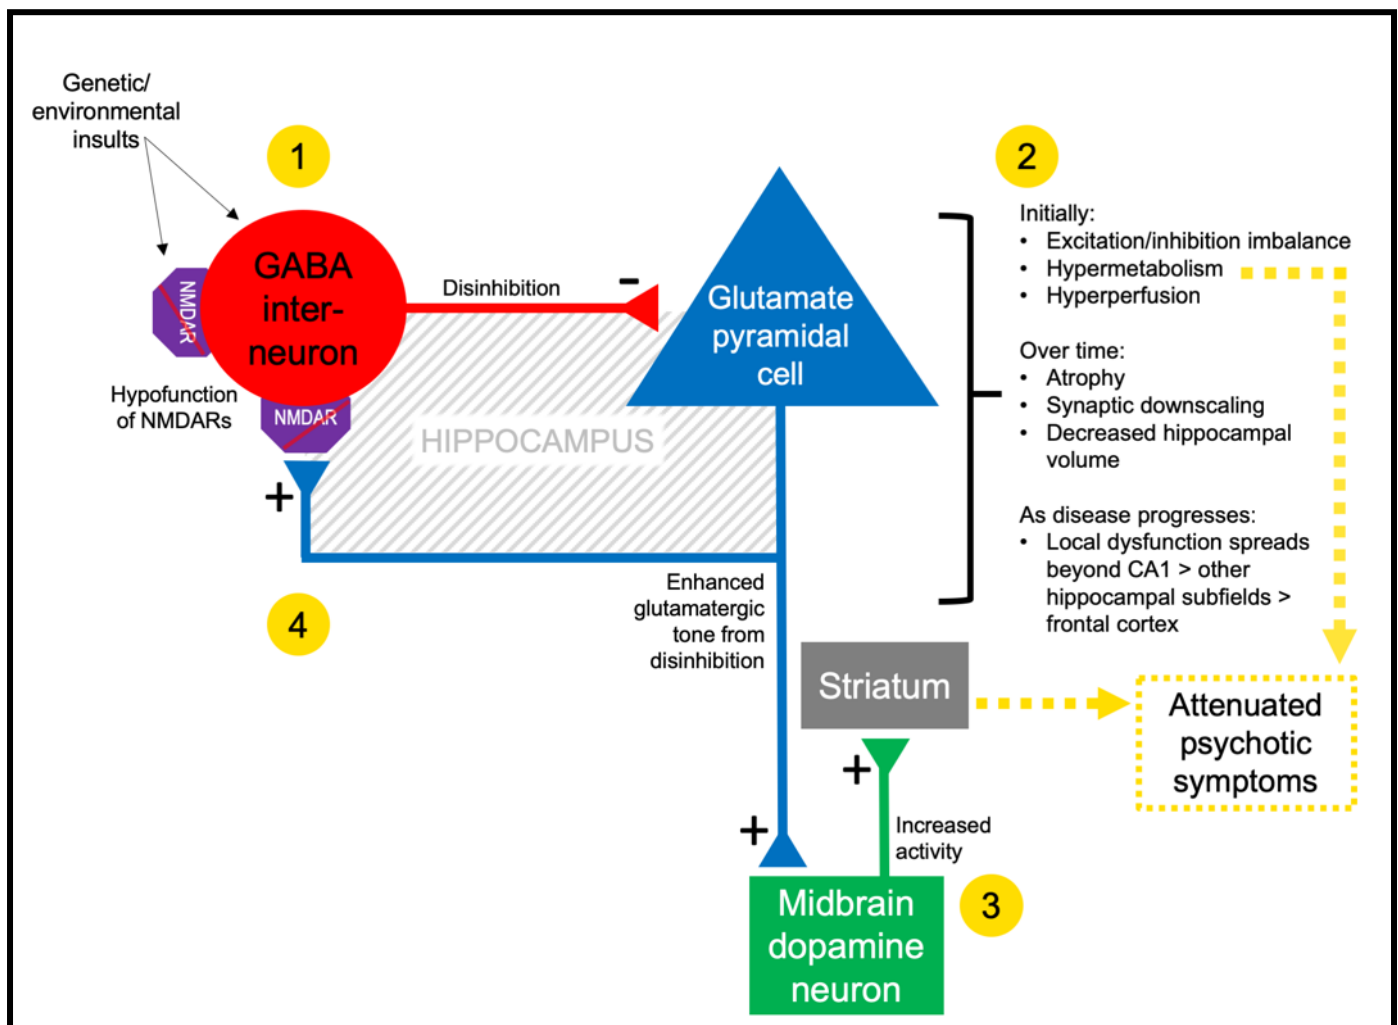 Genetic/
environmental
insults
1
GABA
inter-
neuron
NMDAR
Hypofunction
of NMDARs
NMDAR
Disinhibition
-
Glutamate
pyramidal
cell
HIPPOCAMPUS
+
4
Enhanced
glutamatergic
tone from
disinhibition
2
Initially:
• Excitation/inhibition imbalance
• Hypermetabolism
• Hyperperfusion
Over time:
• Atrophy
• Synaptic downscaling
• Decreased hippocampal
volume
As disease progresses:
• Local dysfunction spreads
beyond CA1 > other
hippocampal subfields >
frontal cortex
Striatum
Attenuated
psychotic
symptoms
+
+
Increased
activity
Midbrain
dopamine
neuron
3